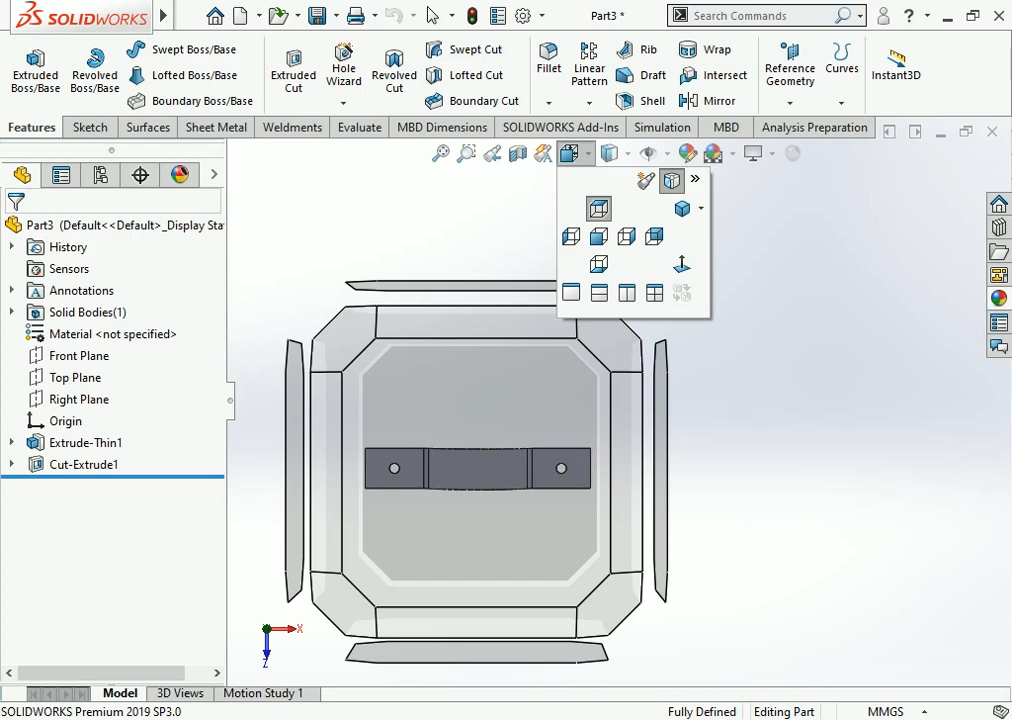 SOLIDWORKS
Part3 *
Search Commands
?
Extruded Boss/Base
Revolved Boss/Base
Swept Boss/Base
Lofted Boss/Base
Boundary Boss/Base
Extruded Cut
Hole Wizard
Revolved Cut
Swept Cut
Lofted Cut
Boundary Cut
Fillet
Linear Pattern
Rib
Draft
Shell
Wrap
Intersect
Mirror
Reference Geometry
Curves
Instant3D
Features
Sketch
Surfaces
Sheet Metal
Weldments
Evaluate
MBD Dimensions
SOLIDWORKS Add-Ins
Simulation
MBD
Analysis Preparation
Part3 (Default<<Default>_Display Sta
History
Sensors
Annotations
Solid Bodies(1)
Material <not specified>
Front Plane
Top Plane
Right Plane
Origin
Extrude-Thin1
Cut-Extrude1
X
Z
Model
3D Views
Motion Study 1
SOLIDWORKS Premium 2019 SP3.0
Fully Defined
Editing Part
MMGS